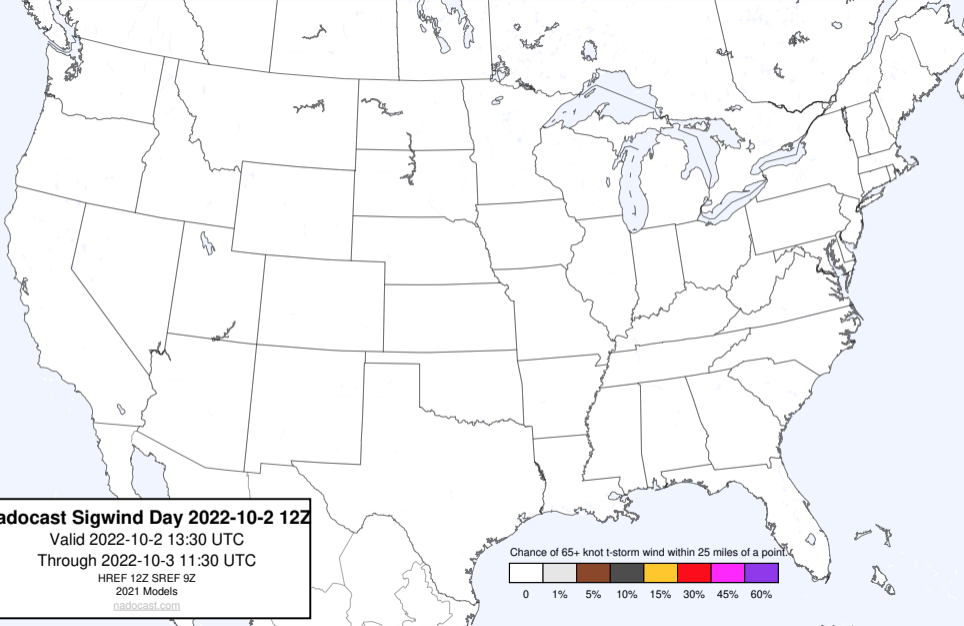 adocast Sigwind Day 2022-10-2 12Z
Valid 2022-10-2 13:30 UTC
Through 2022-10-3 11:30 UTC
HREF 12Z SREF 9Z
2021 Models
nadocast.com
Chance of 65+ knot t-storm wind within 25 miles of a point.
0 1% 5% 10% 15% 30% 45% 60%